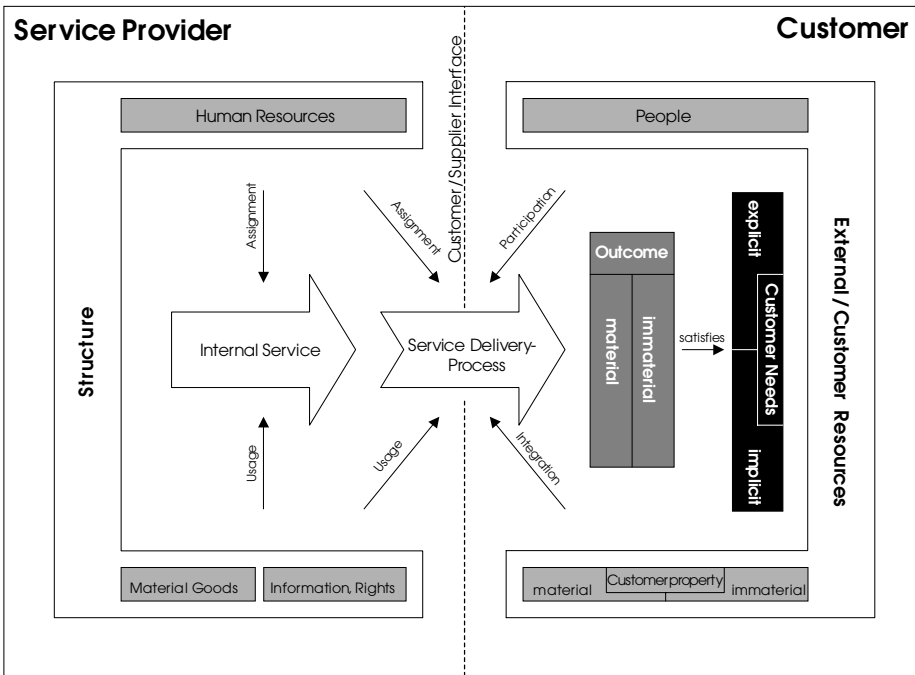 Service Provider
Customer
Customer/Supplier Interface
Human Resources
People
Assignment
Assignment
Participation
Structure
Internal Service
Service Delivery-
Process
Outcome
material
immaterial
satisfies
explicit
Customer Needs
implicit
External/Customer Resources
Usage
Usage
Integration
Material Goods
Information, Rights
material
Customer property
immaterial